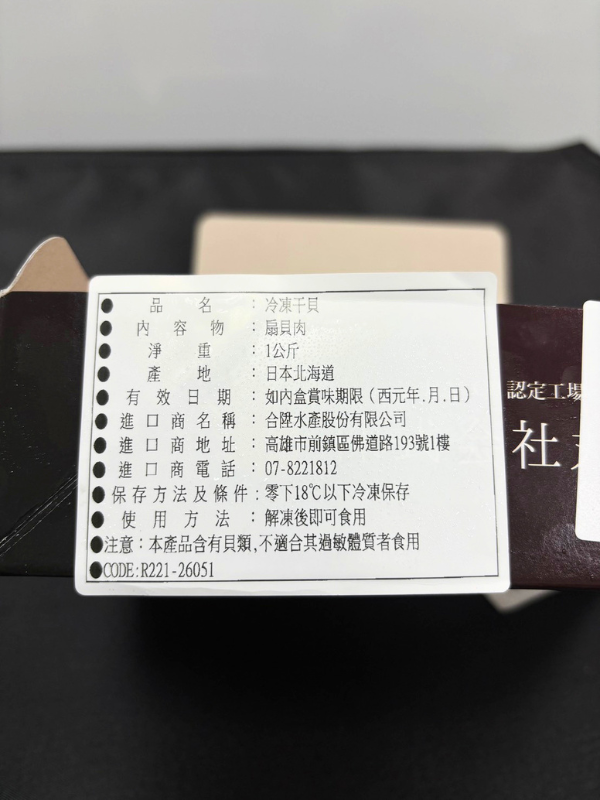 ● 品名：冷凍干貝
● 內容物：扇貝肉
● 淨重：1公斤
● 產地：日本北海道
● 有效日期：如內盒賞味期限（西元年.月.日）
● 進口商名稱：合陞水產股份有限公司
● 進口商地址：高雄市前鎮區佛道路193號1樓
● 進口商電話：07-8221812
● 保存方法及條件：零下18℃以下冷凍保存
● 使用方法：解凍後即可食用
● 注意：本產品含有貝類,不適合其過敏體質者食用
● CODE:R221-26051
認定工場
社